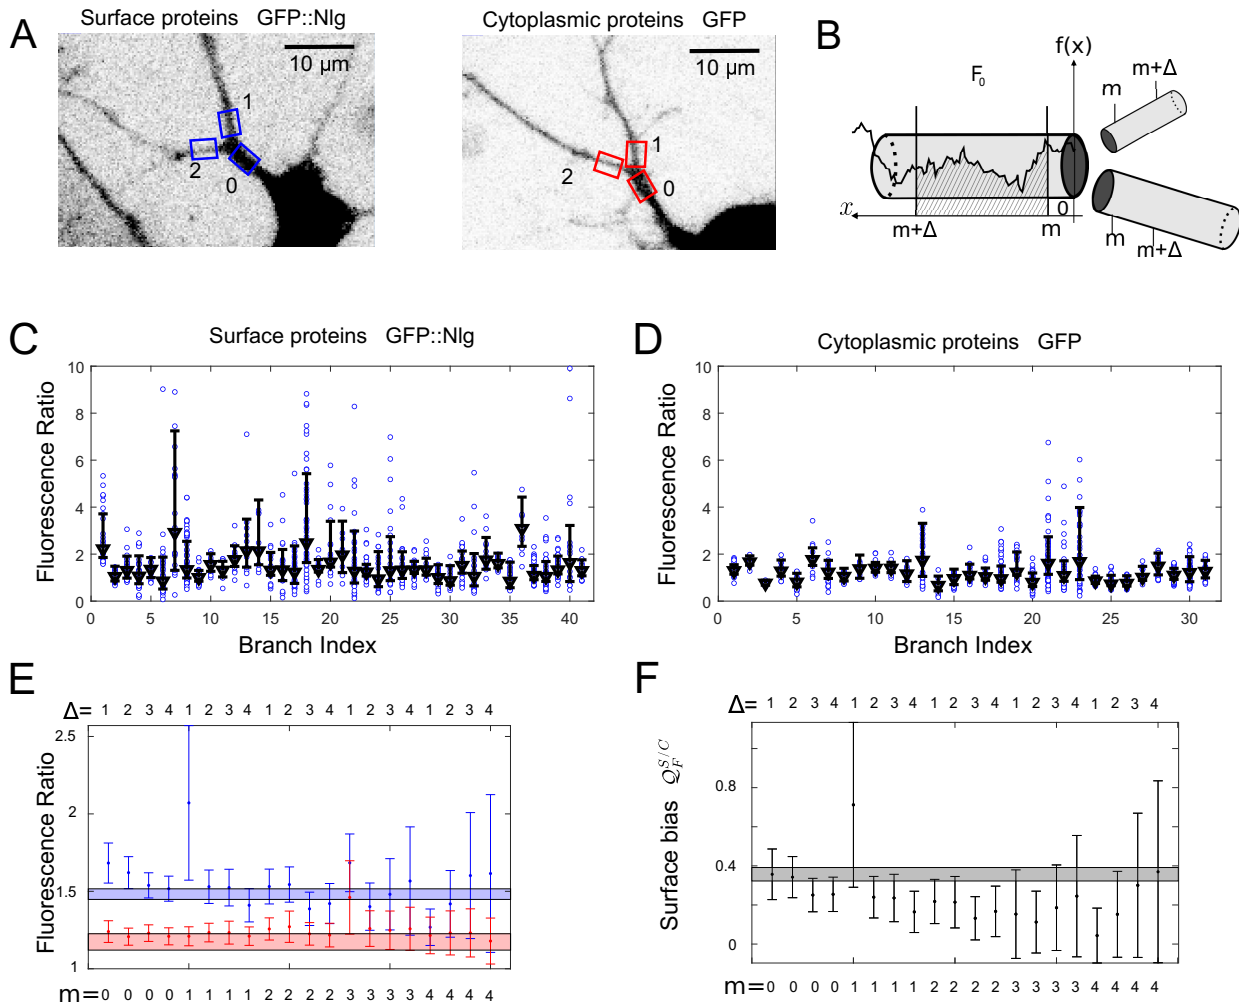 A
Surface proteins GFP::Nlg
10 μm
1
2
0
Cytoplasmic proteins GFP
10 μm
1
2
0
B
f(x)
F0
m+Δ
m
x
m+Δ
m
0
m
m+Δ
C
Surface proteins GFP::Nlg
Fluorescence Ratio
10
8
6
4
2
0
0 5 10 15 20 25 30 35 40
Branch Index
D
Cytoplasmic proteins GFP
Fluorescence Ratio
10
8
6
4
2
0
0 5 10 15 20 25 30
Branch Index
E
Δ= 1 2 3 4 1 2 3 4 1 2 3 4 1 2 3 4 1 2 3 4
Fluorescence Ratio
2.5
2
1.5
1
m= 0 0 0 0 1 1 1 1 2 2 2 2 3 3 3 3 4 4 4 4
F
Δ= 1 2 3 4 1 2 3 4 1 2 2 3 1 3 3 4 1 2 3 4
Surface bias Q_F^{S/C}
0.8
0.4
0
m= 0 0 0 0 1 1 1 1 2 2 2 2 3 3 3 3 4 4 4 4